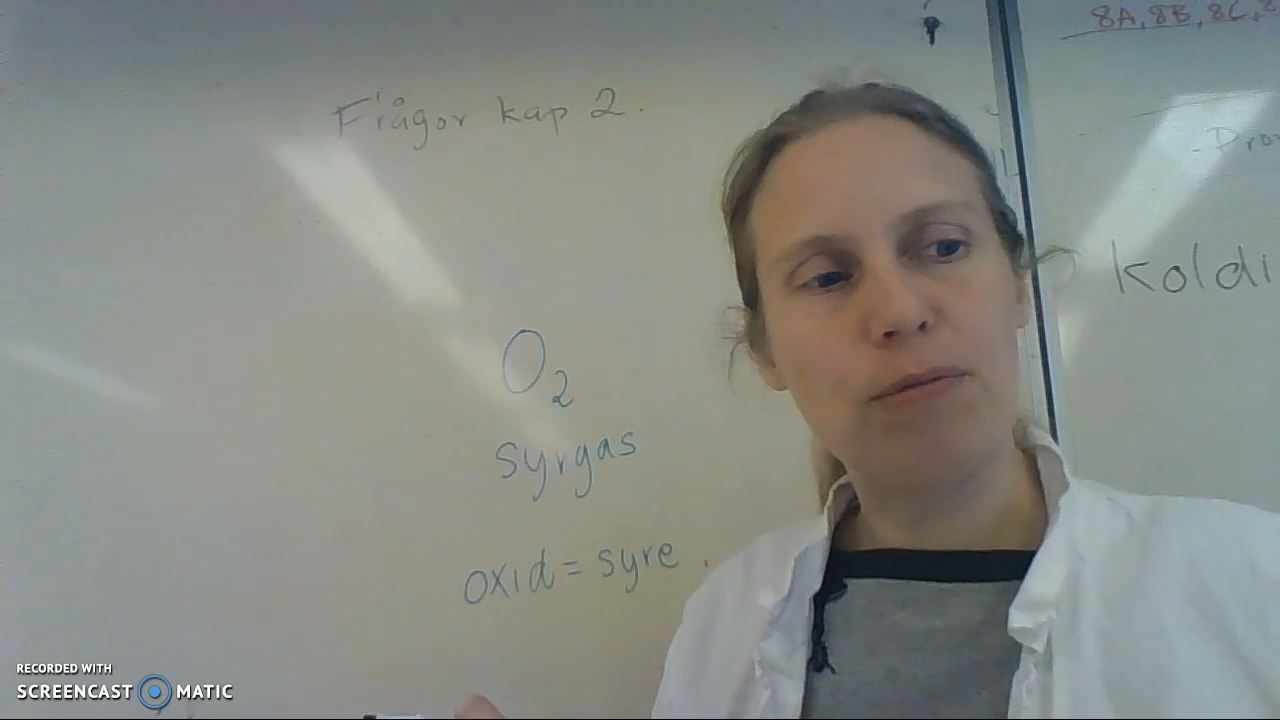 8A, 8B, 8C,
Frågor kap 2.
koldi
O2
syrgas
oxid = syre
RECORDED WITH
SCREENCAST MATIC